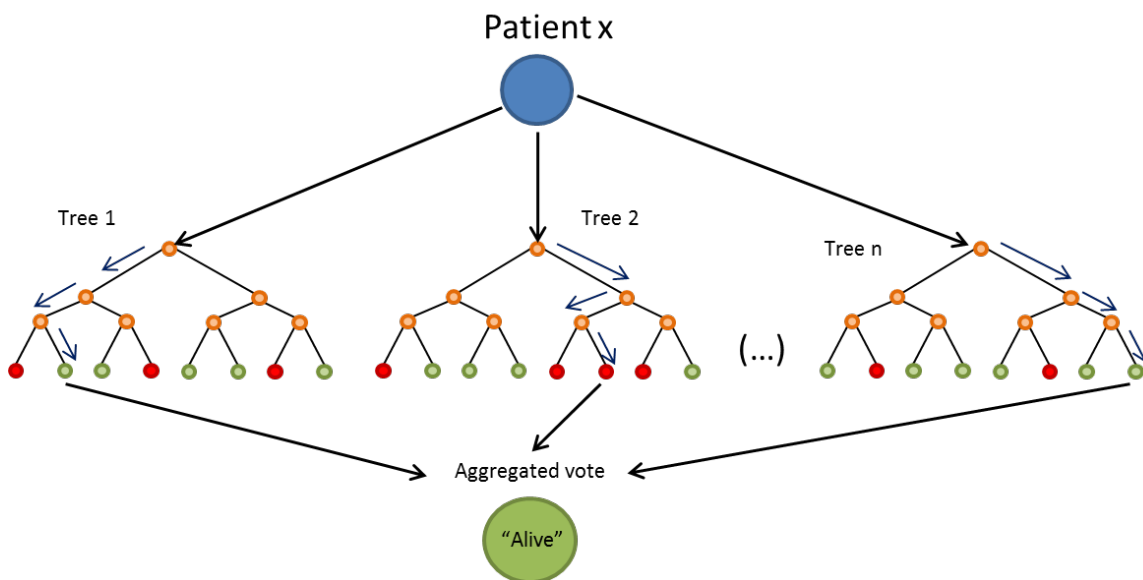 Patient x
Tree 1
Tree 2
Tree n
(...)
Aggregated vote
“Alive”